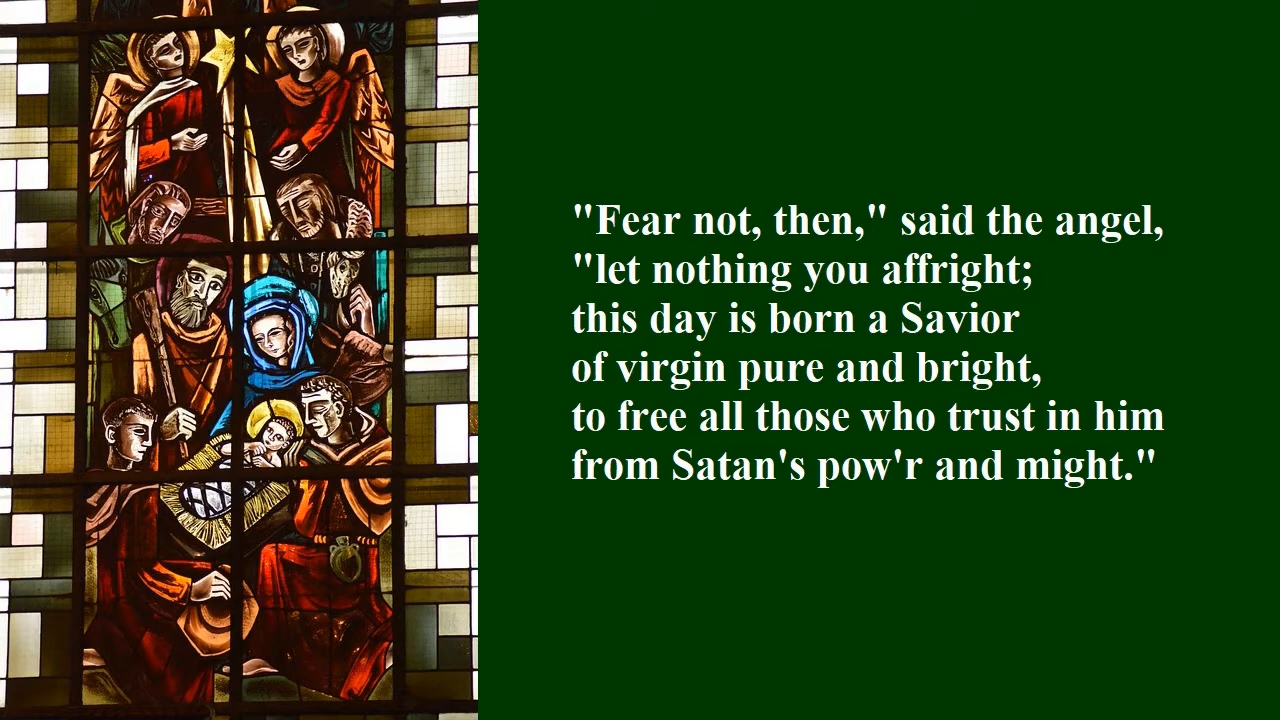 "Fear not, then," said the angel,
"let nothing you affright;
this day is born a Savior
of virgin pure and bright,
to free all those who trust in him
from Satan's pow'r and might."